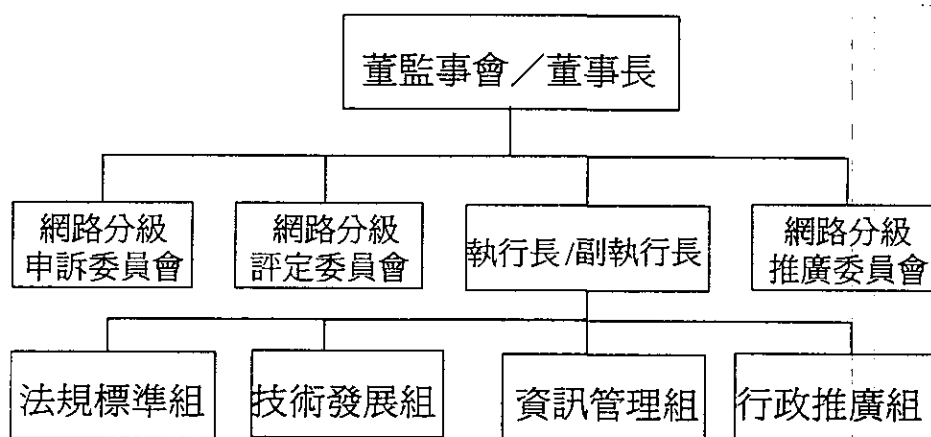 董監事會／董事長
網路分級
申訴委員會
網路分級
評定委員會
執行長/副執行長
網路分級
推廣委員會
法規標準組
技術發展組
資訊管理組
行政推廣組